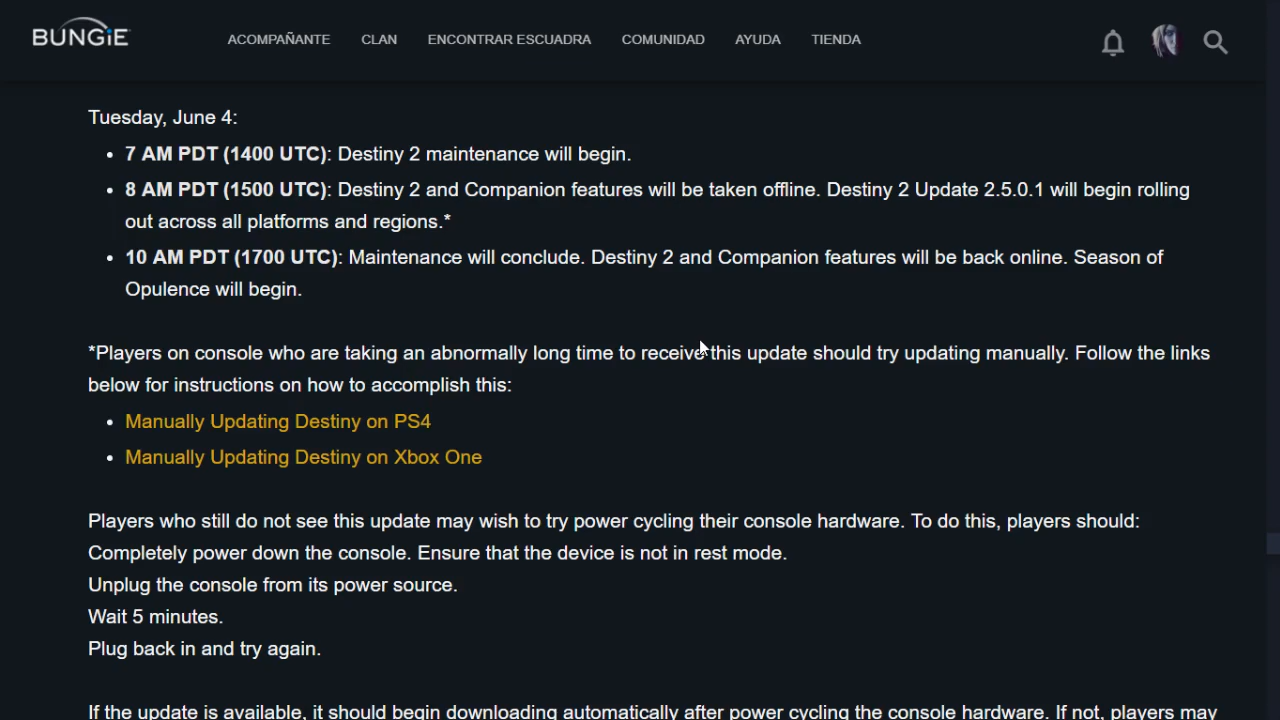 BUNGiE
ACOMPAÑANTE CLAN ENCONTRAR ESCUADRA COMUNIDAD AYUDA TIENDA
Tuesday, June 4:
• 7 AM PDT (1400 UTC): Destiny 2 maintenance will begin.
• 8 AM PDT (1500 UTC): Destiny 2 and Companion features will be taken offline. Destiny 2 Update 2.5.0.1 will begin rolling
out across all platforms and regions.*
• 10 AM PDT (1700 UTC): Maintenance will conclude. Destiny 2 and Companion features will be back online. Season of
Opulence will begin.
*Players on console who are taking an abnormally long time to receive this update should try updating manually. Follow the links
below for instructions on how to accomplish this:
• Manually Updating Destiny on PS4
• Manually Updating Destiny on Xbox One
Players who still do not see this update may wish to try power cycling their console hardware. To do this, players should:
Completely power down the console. Ensure that the device is not in rest mode.
Unplug the console from its power source.
Wait 5 minutes.
Plug back in and try again.
If the update is available, it should begin downloading automatically after power cycling the console hardware. If not, players may